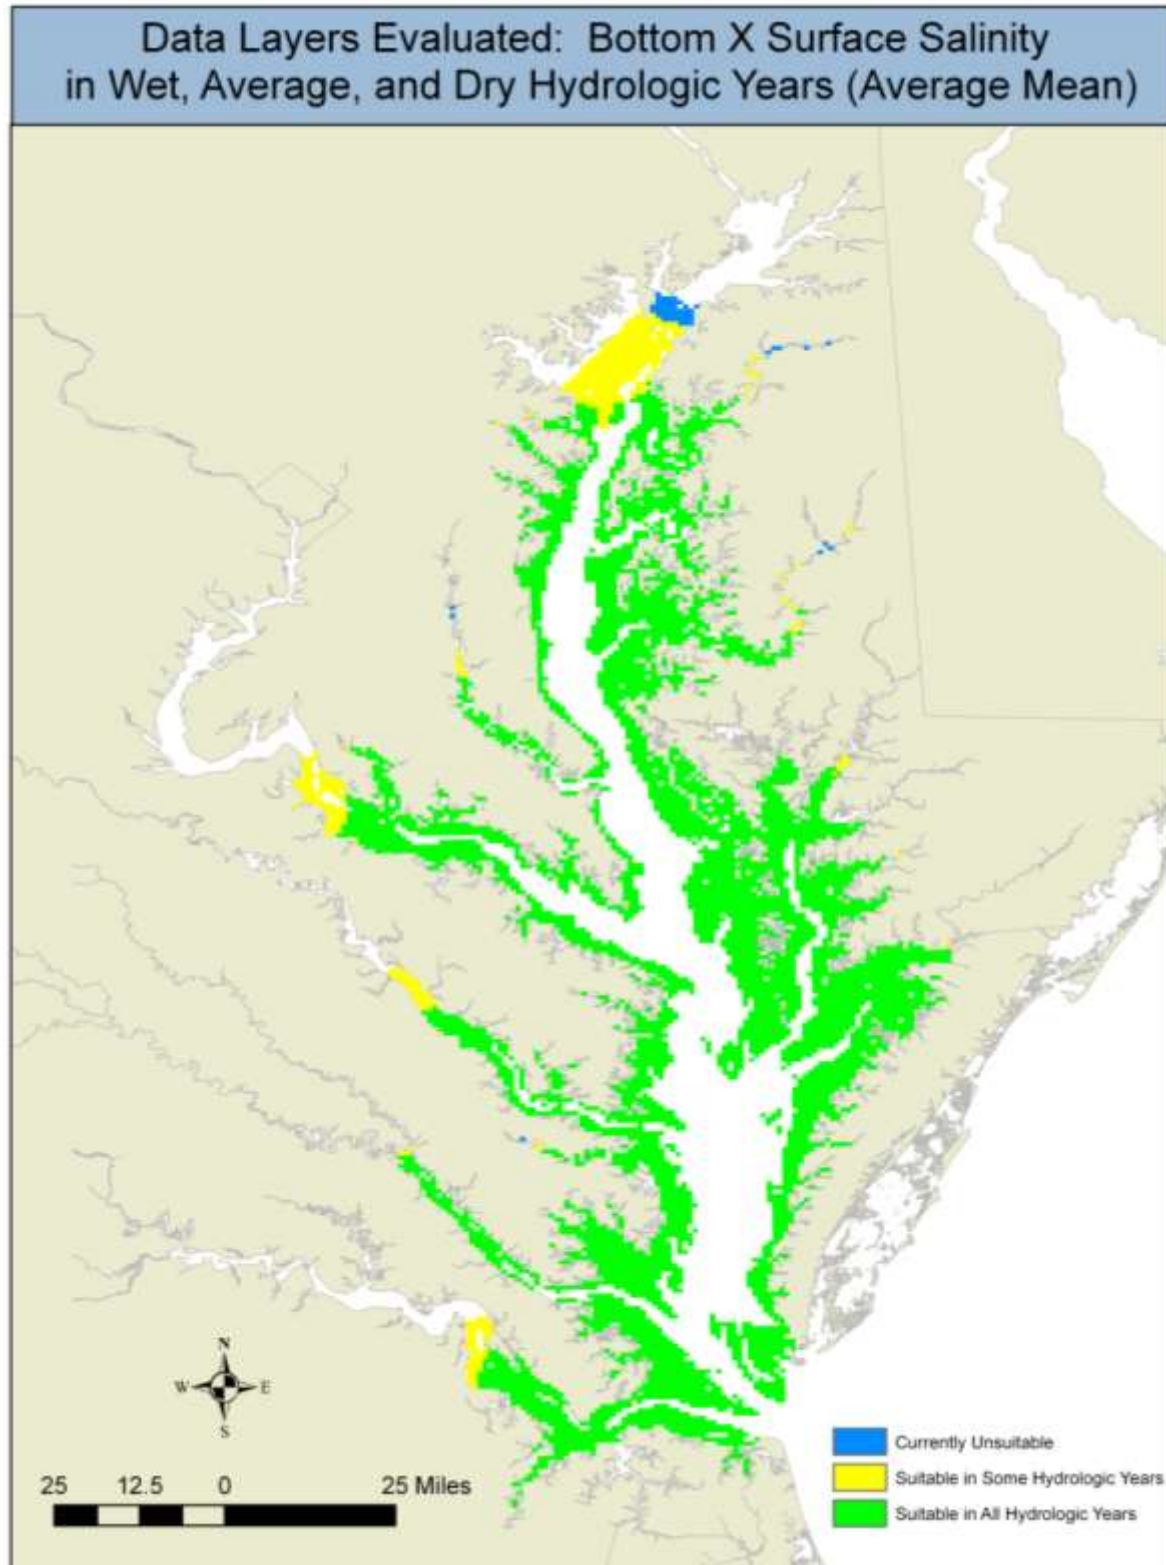 Data Layers Evaluated: Bottom X Surface Salinity
in Wet, Average, and Dry Hydrologic Years (Average Mean)
N
W E
S
25 12.5 0 25 Miles
Currently Unsuitable
Suitable in Some Hydrologic Years
Suitable in All Hydrologic Years